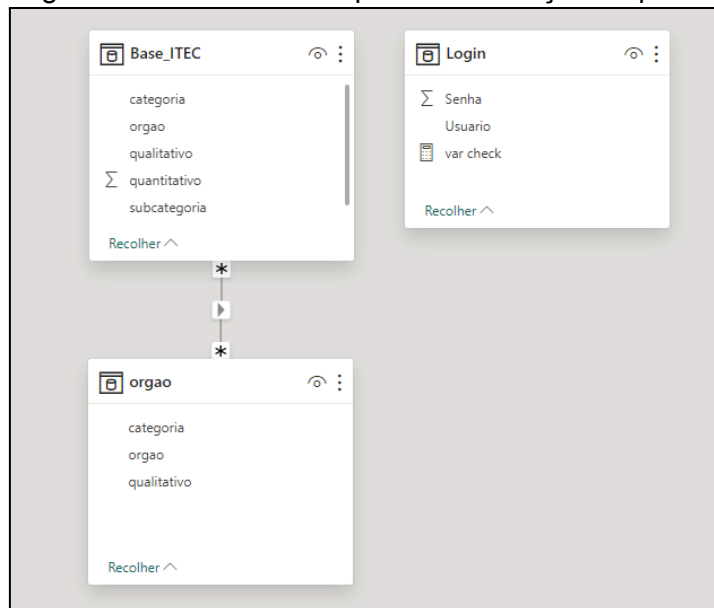 Base_ITEC
categoria
orgao
qualitativo
Σ quantitativo
subcategoria
Recolher
Login
Σ Senha
Usuario
var check
Recolher
*
*
orgao
categoria
orgao
qualitativo
Recolher